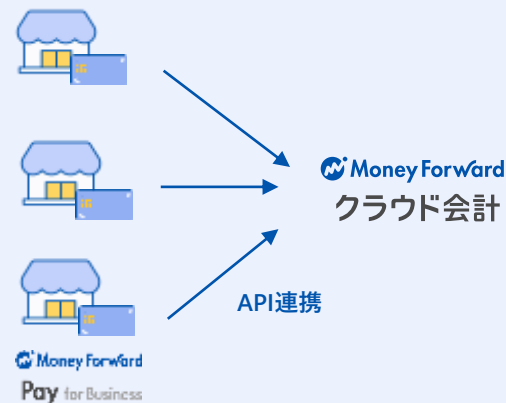 Money Forward
クラウド会計
API連携
Money Forward
Pay for Business